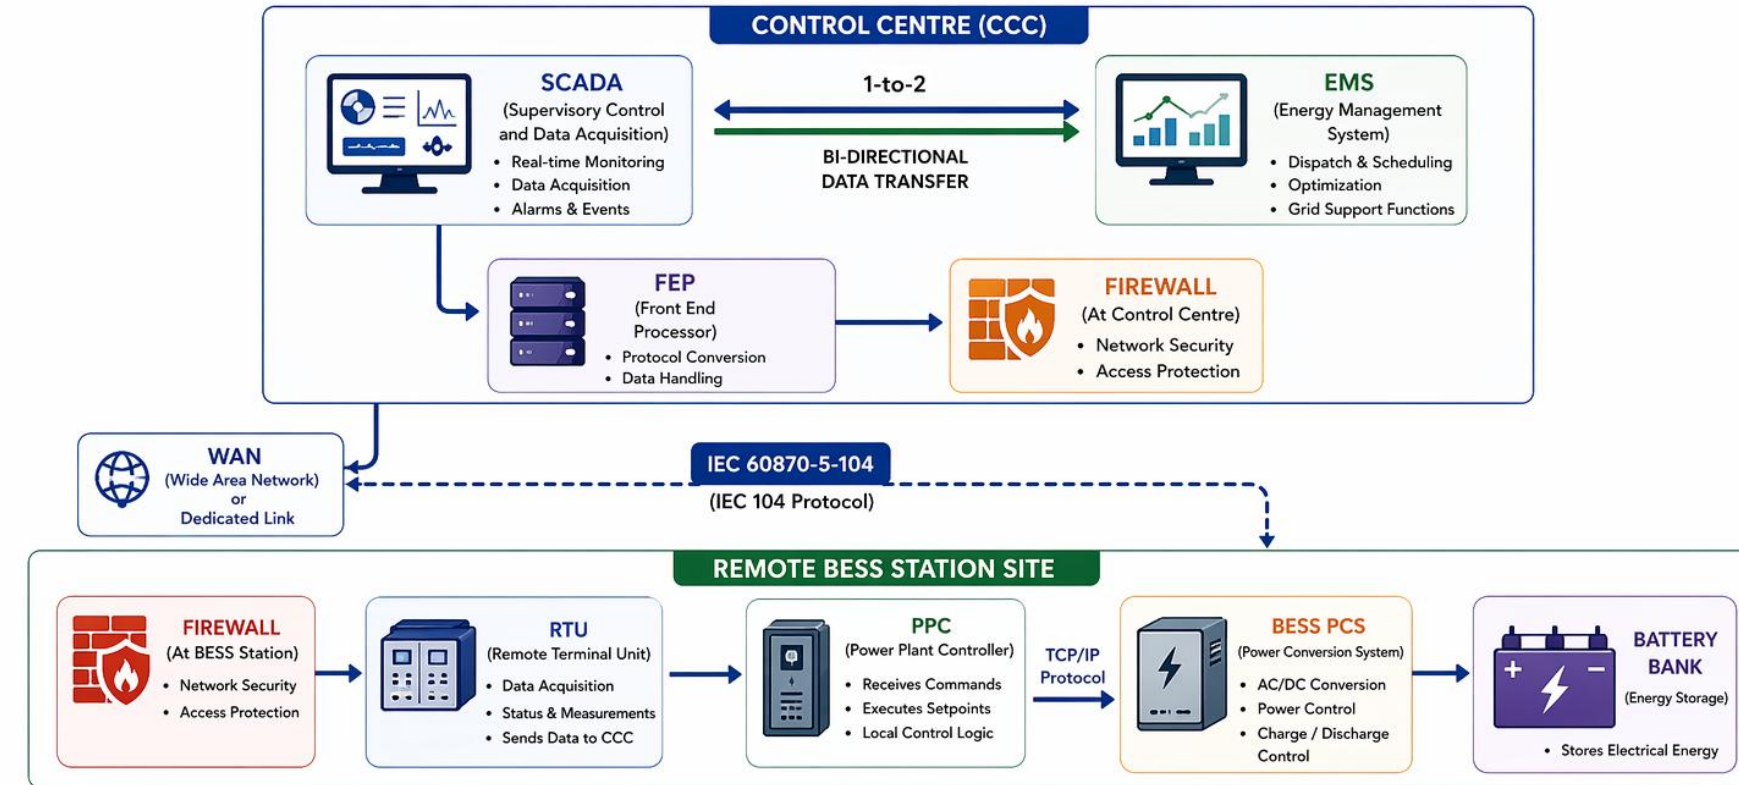 CONTROL CENTRE (CCC)
SCADA
(Supervisory Control
and Data Acquisition)
• Real-time Monitoring
• Data Acquisition
• Alarms & Events
1-to-2
BI-DIRECTIONAL
DATA TRANSFER
EMS
(Energy Management
System)
• Dispatch & Scheduling
• Optimization
• Grid Support Functions
FEP
(Front End
Processor)
• Protocol Conversion
• Data Handling
FIREWALL
(At Control Centre)
• Network Security
• Access Protection
WAN
(Wide Area Network)
or
Dedicated Link
IEC 60870-5-104
(IEC 104 Protocol)
REMOTE BESS STATION SITE
FIREWALL
(At BESS Station)
• Network Security
• Access Protection
RTU
(Remote Terminal Unit)
• Data Acquisition
• Status & Measurements
• Sends Data to CCC
PPC
(Power Plant Controller)
• Receives Commands
• Executes Setpoints
• Local Control Logic
TCP/IP
Protocol
BESS PCS
(Power Conversion System)
• AC/DC Conversion
• Power Control
• Charge / Discharge
Control
BATTERY
BANK
(Energy Storage)
• Stores Electrical Energy